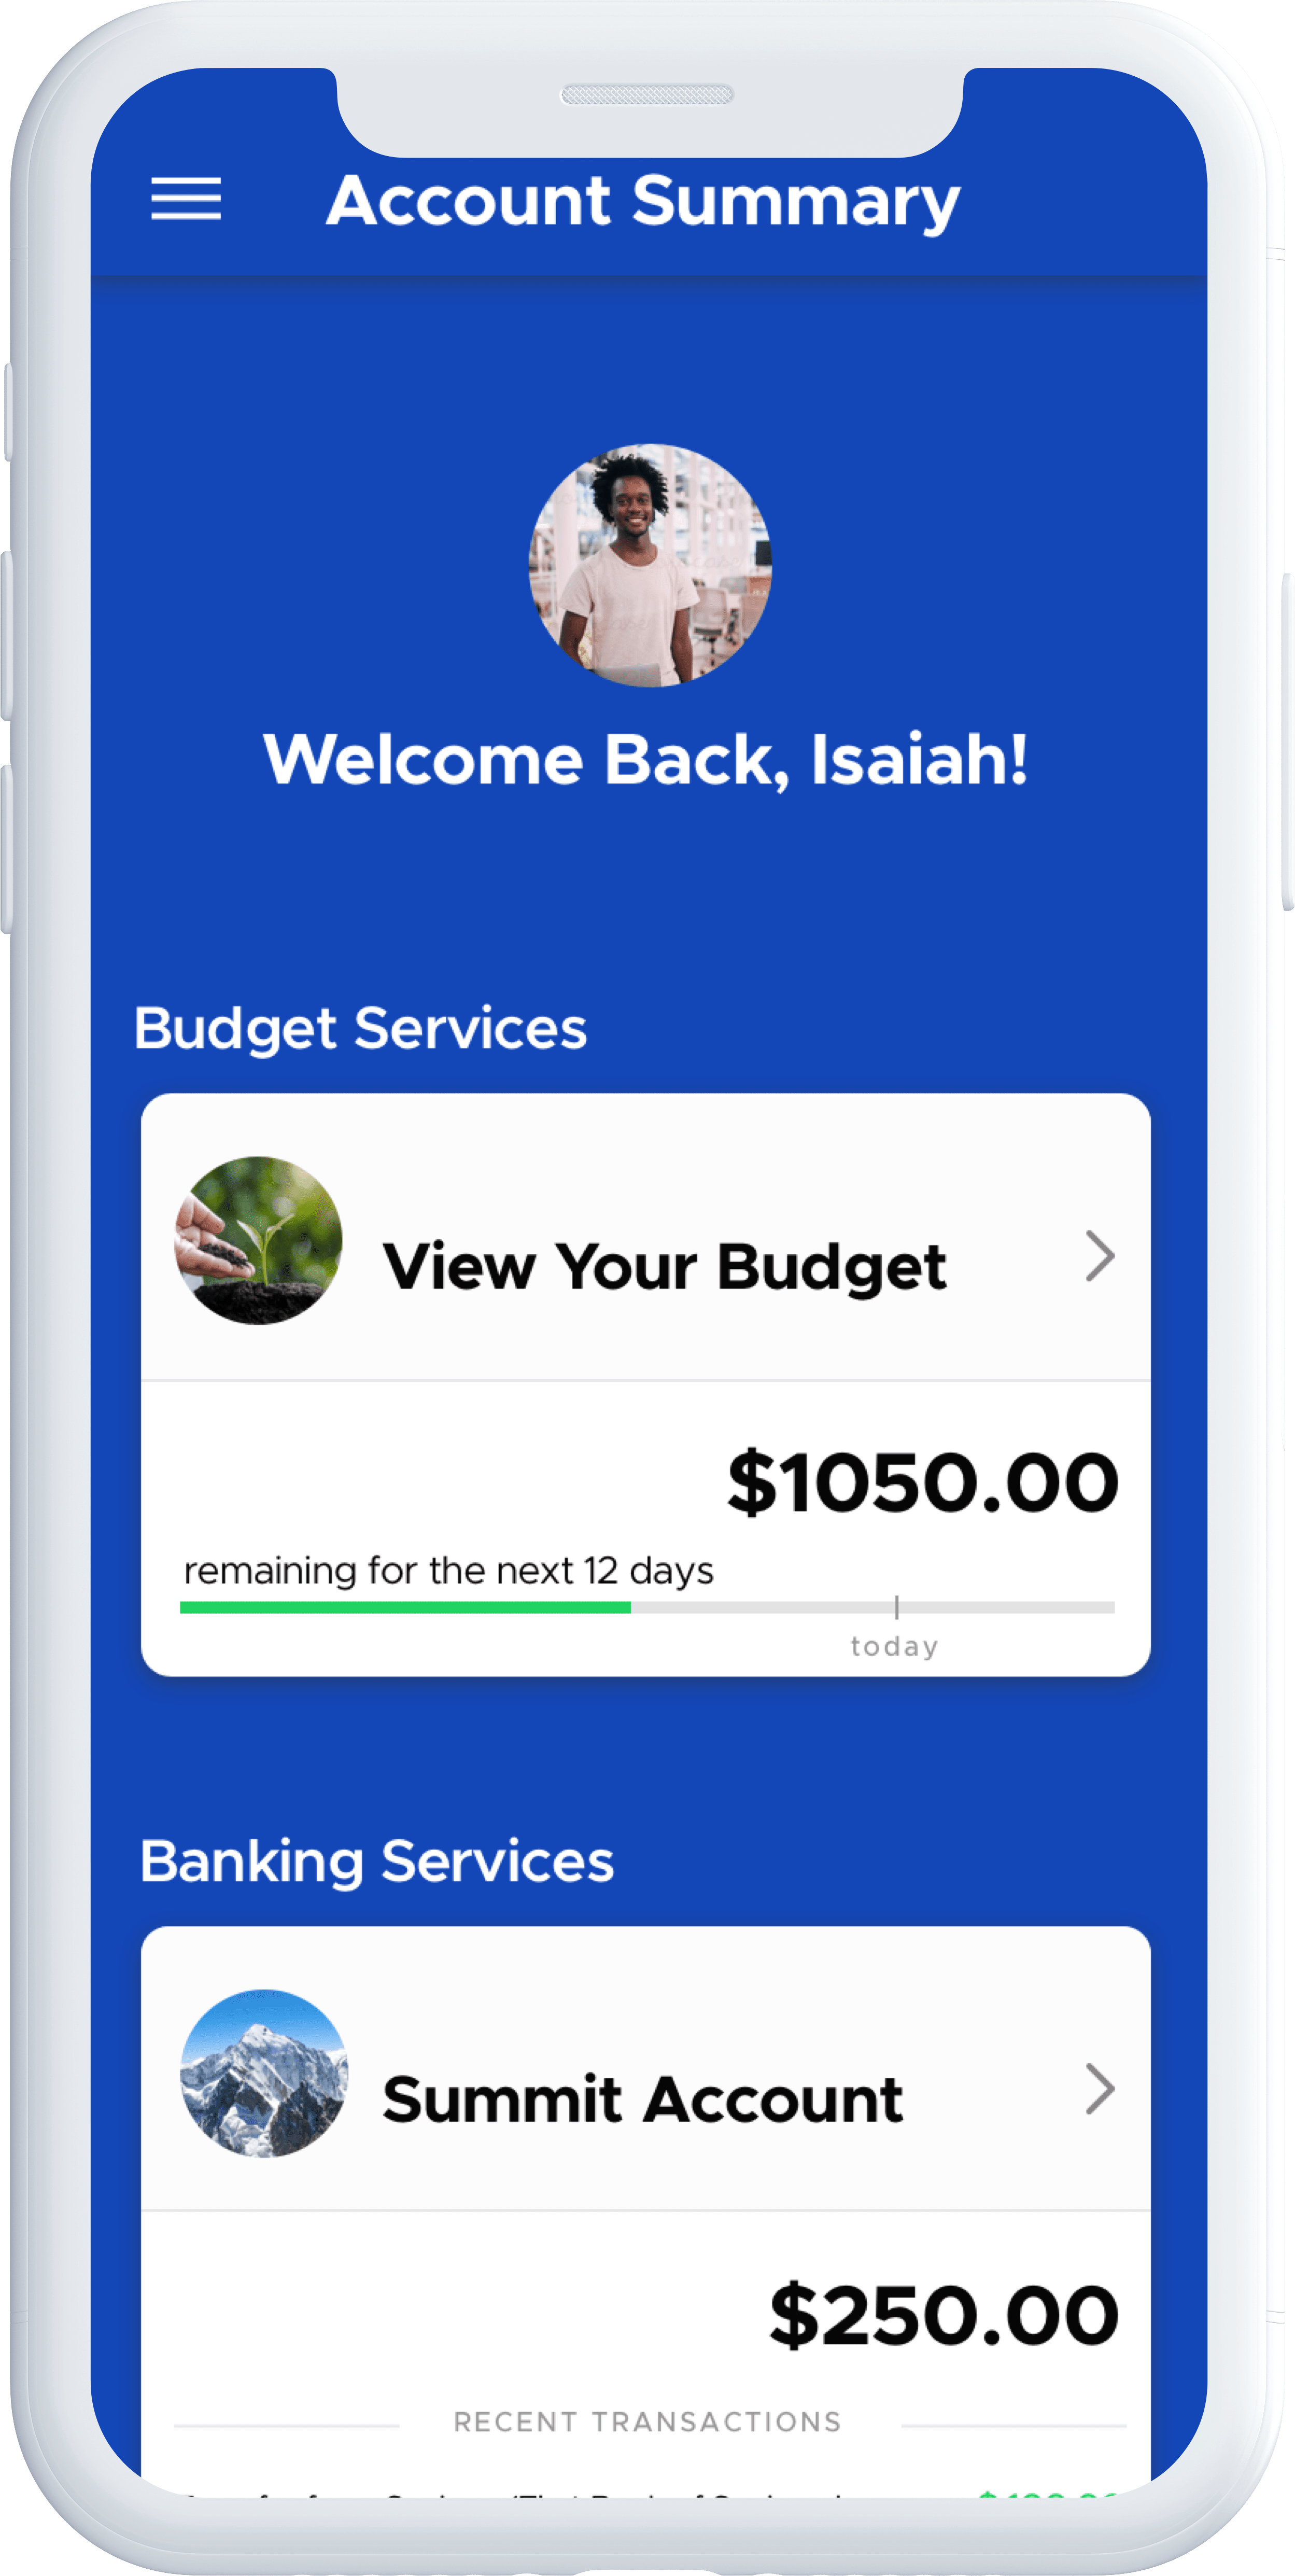 Account Summary
Welcome Back, Isaiah!
Budget Services
View Your Budget
$1050.00
remaining for the next 12 days
today
Banking Services
Summit Account
$250.00
RECENT TRANSACTIONS